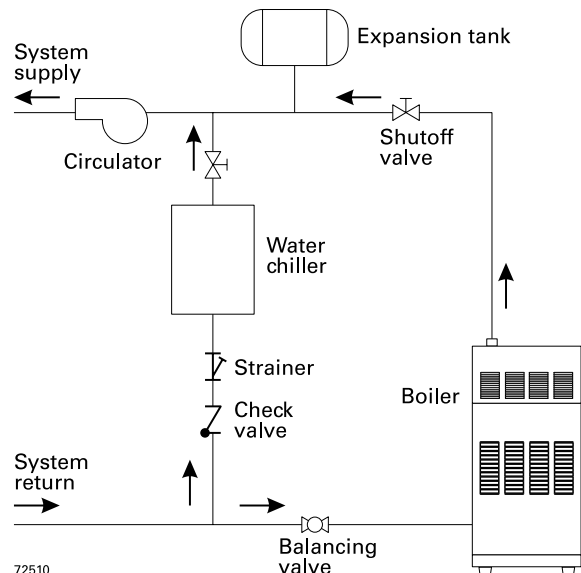 Expansion tank
System
supply
Circulator
Shutoff
valve
Water
chiller
Strainer
Check
valve
Boiler
System
return
Balancing
valve
72510